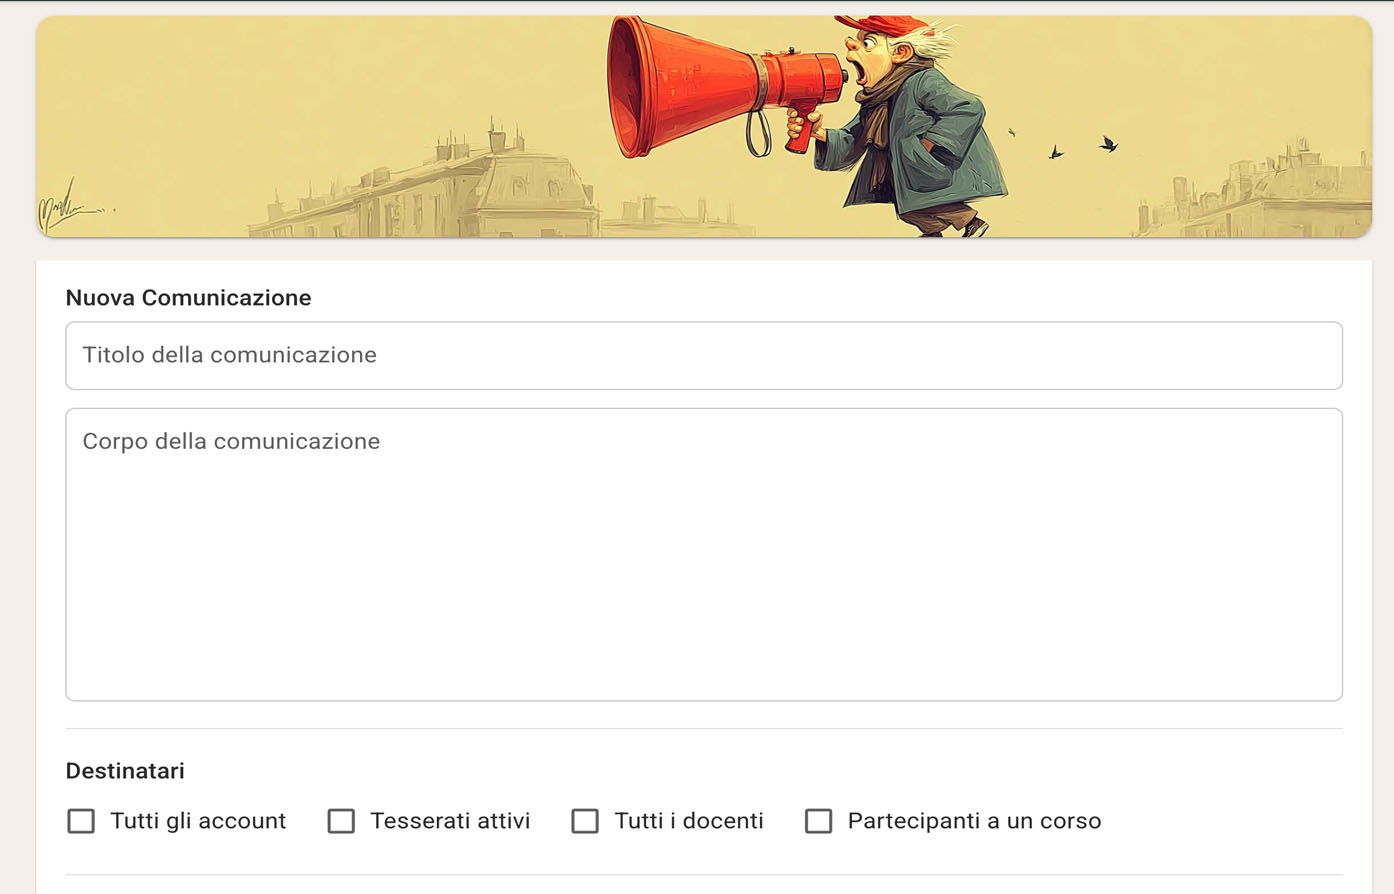 Nuova Comunicazione
Titolo della comunicazione
Corpo della comunicazione
Destinatari
Tutti gli account Tesserati attivi Tutti i docenti Partecipanti a un corso